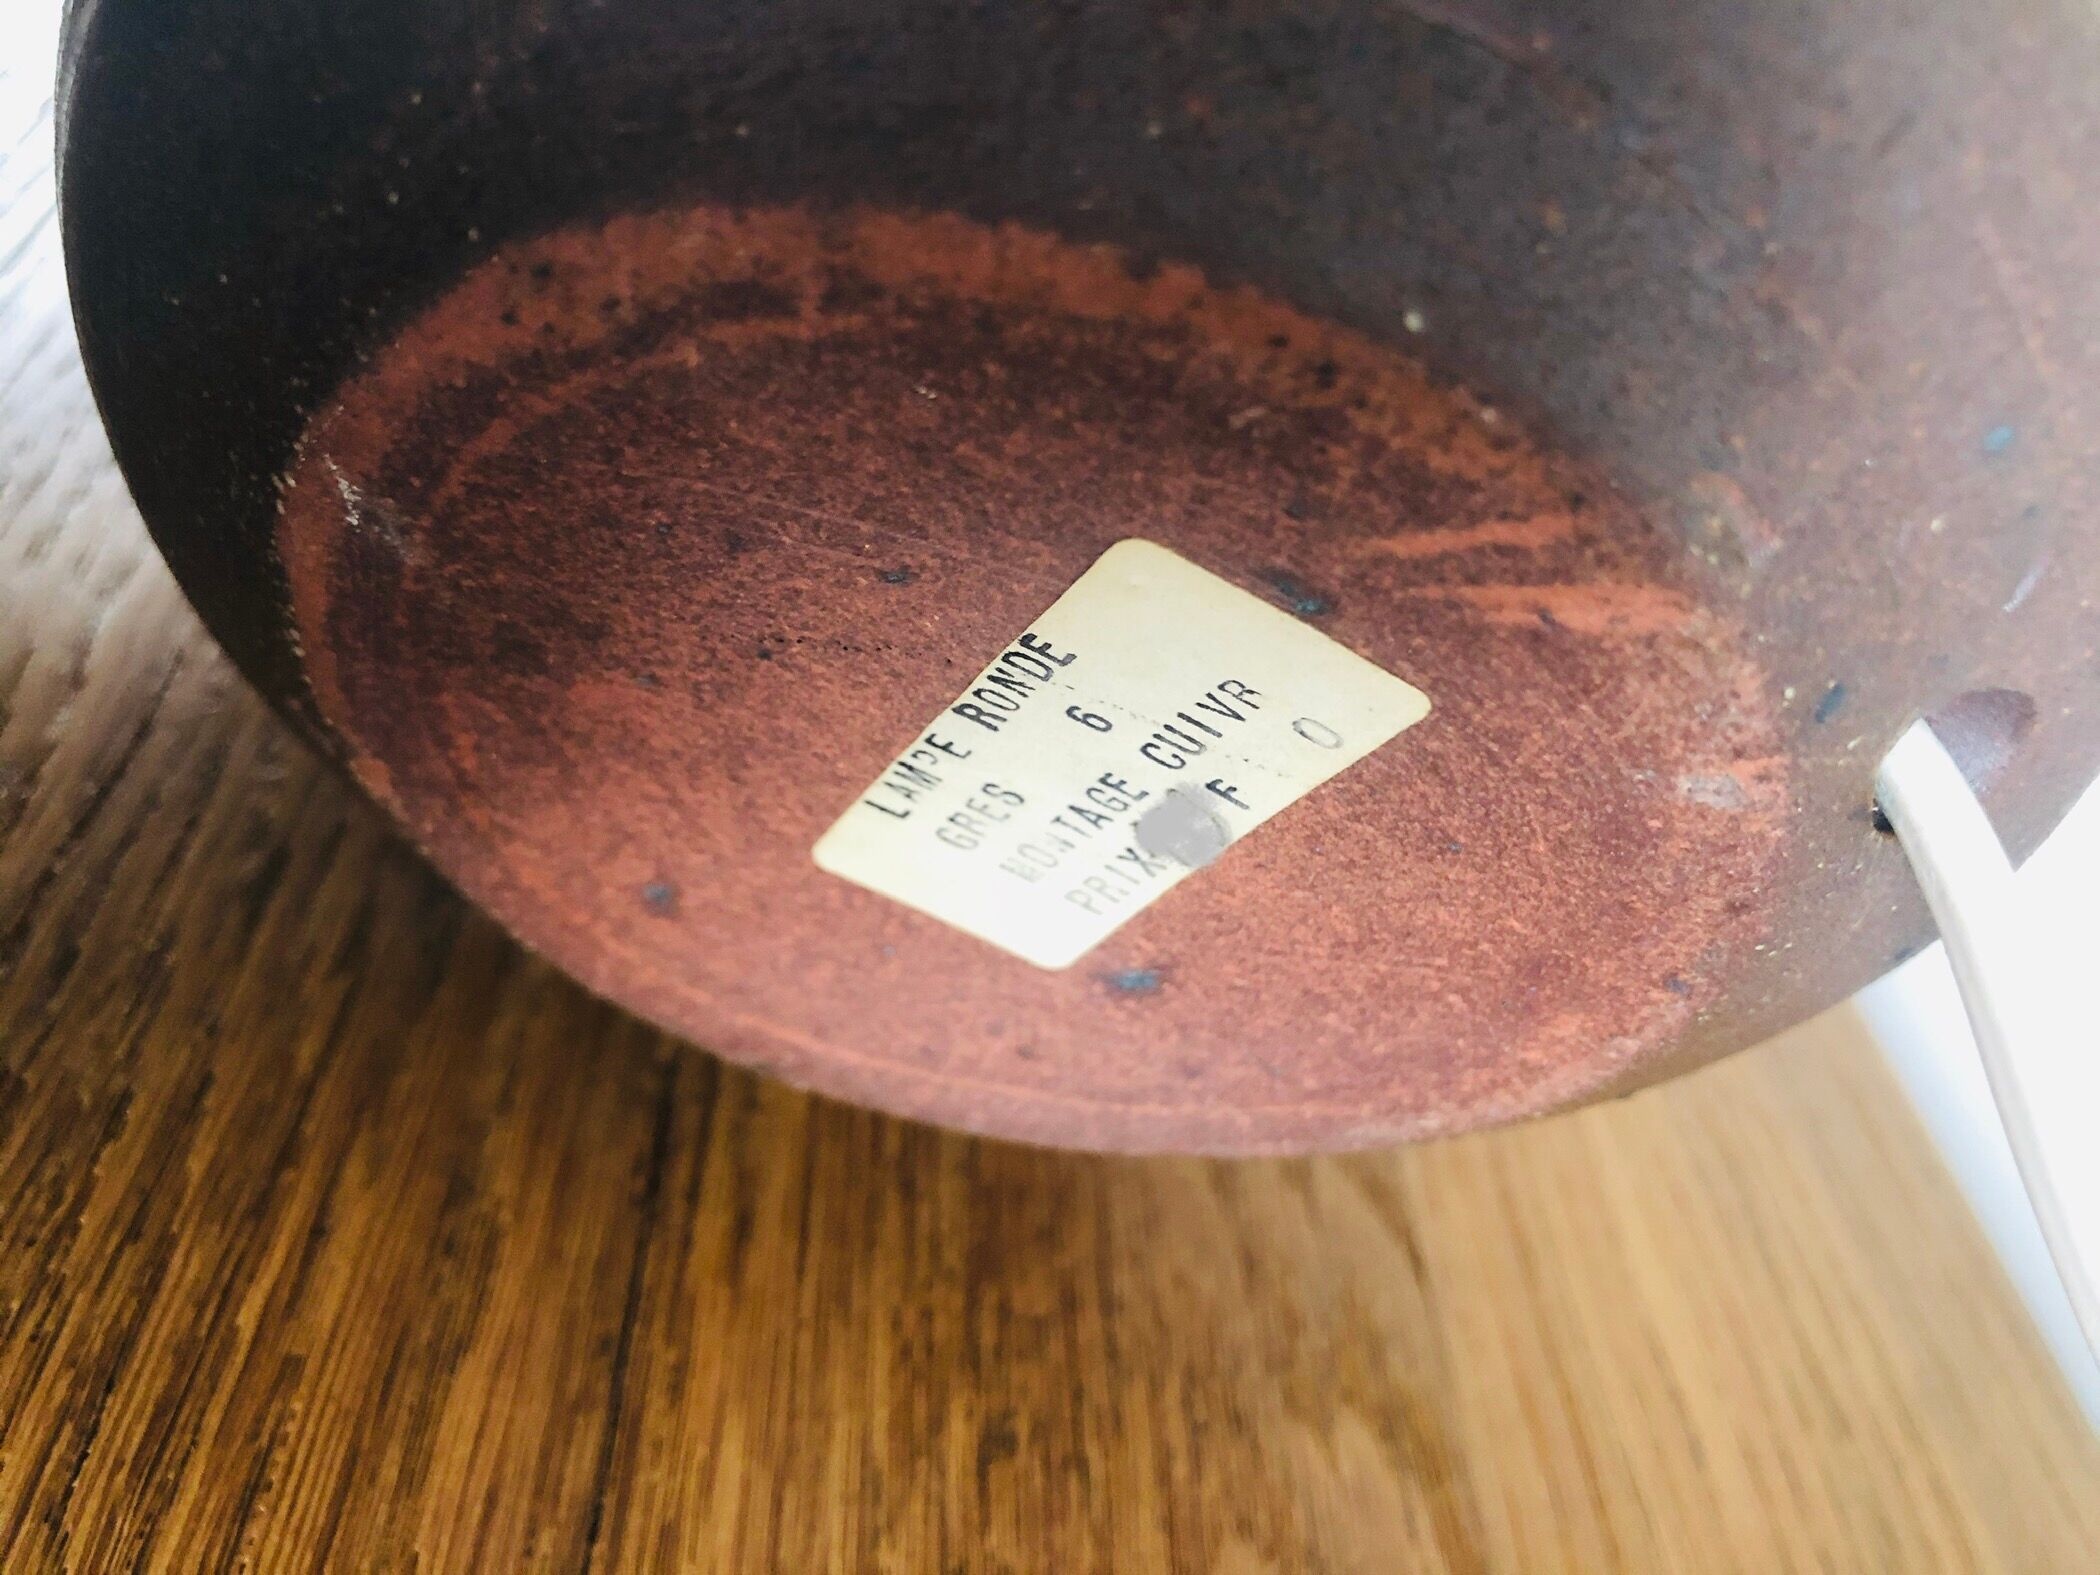 LAMPE RONDE
GRES 6
MONTAGE CUIVR
PRIX F 0